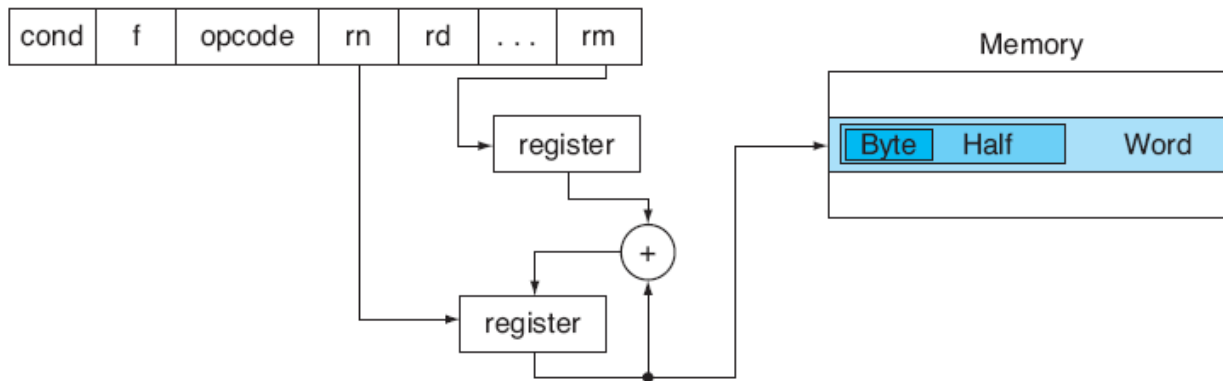 cond f opcode rn rd . . . rm
Memory
register
Byte Half Word
+
register